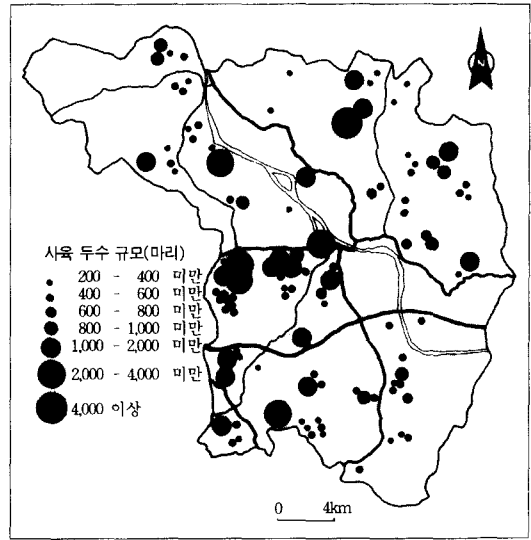 N
사육 두수 규모(마리)
200 - 400 미만
400 - 600 미만
600 - 800 미만
800 - 1,000 미만
1,000 - 2,000 미만
2,000 - 4,000 미만
4,000 이상
0 4km